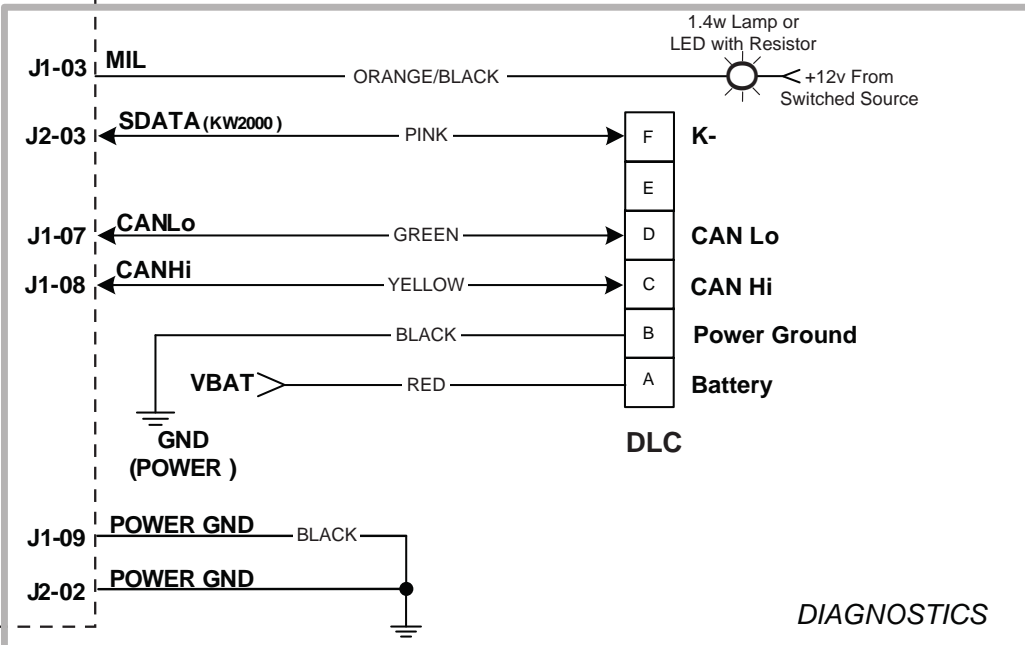 1.4w Lamp or
LED with Resistor
J1-03 MIL ORANGE/BLACK +12v From
Switched Source
J2-03 SDATA (KW2000 ) PINK F K-
E
J1-07 CANLo GREEN D CAN Lo
J1-08 CANHi YELLOW C CAN Hi
BLACK B Power Ground
VBAT RED A Battery
GND
(POWER )
DLC
J1-09 POWER GND BLACK
J2-02 POWER GND
DIAGNOSTICS